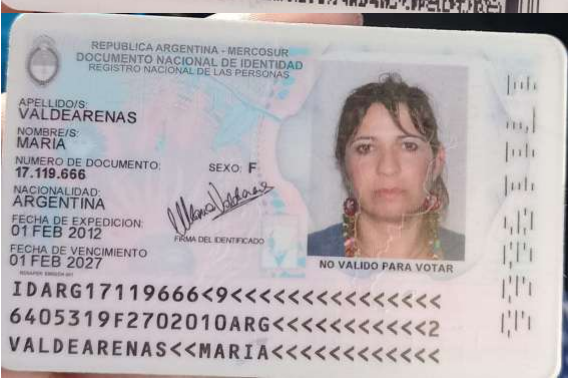 REPUBLICA ARGENTINA - MERCOSUR
DOCUMENTO NACIONAL DE IDENTIDAD
REGISTRO NACIONAL DE LAS PERSONAS
APELLIDO/S:
VALDEARENAS
NOMBRE/S:
MARIA
NUMERO DE DOCUMENTO:
17.119.666
SEXO: F
NACIONALIDAD:
ARGENTINA
FECHA DE EXPEDICION:
01 FEB 2012
FECHA DE VENCIMIENTO
01 FEB 2027
FIRMA DEL IDENTIFICADO
NO VALIDO PARA VOTAR
IDARG17119666<9<<<<<<<<<<<<<<<
6405319F2702010ARG<<<<<<<<<<<2
VALDEARENAS<<MARIA<<<<<<<<<<<<